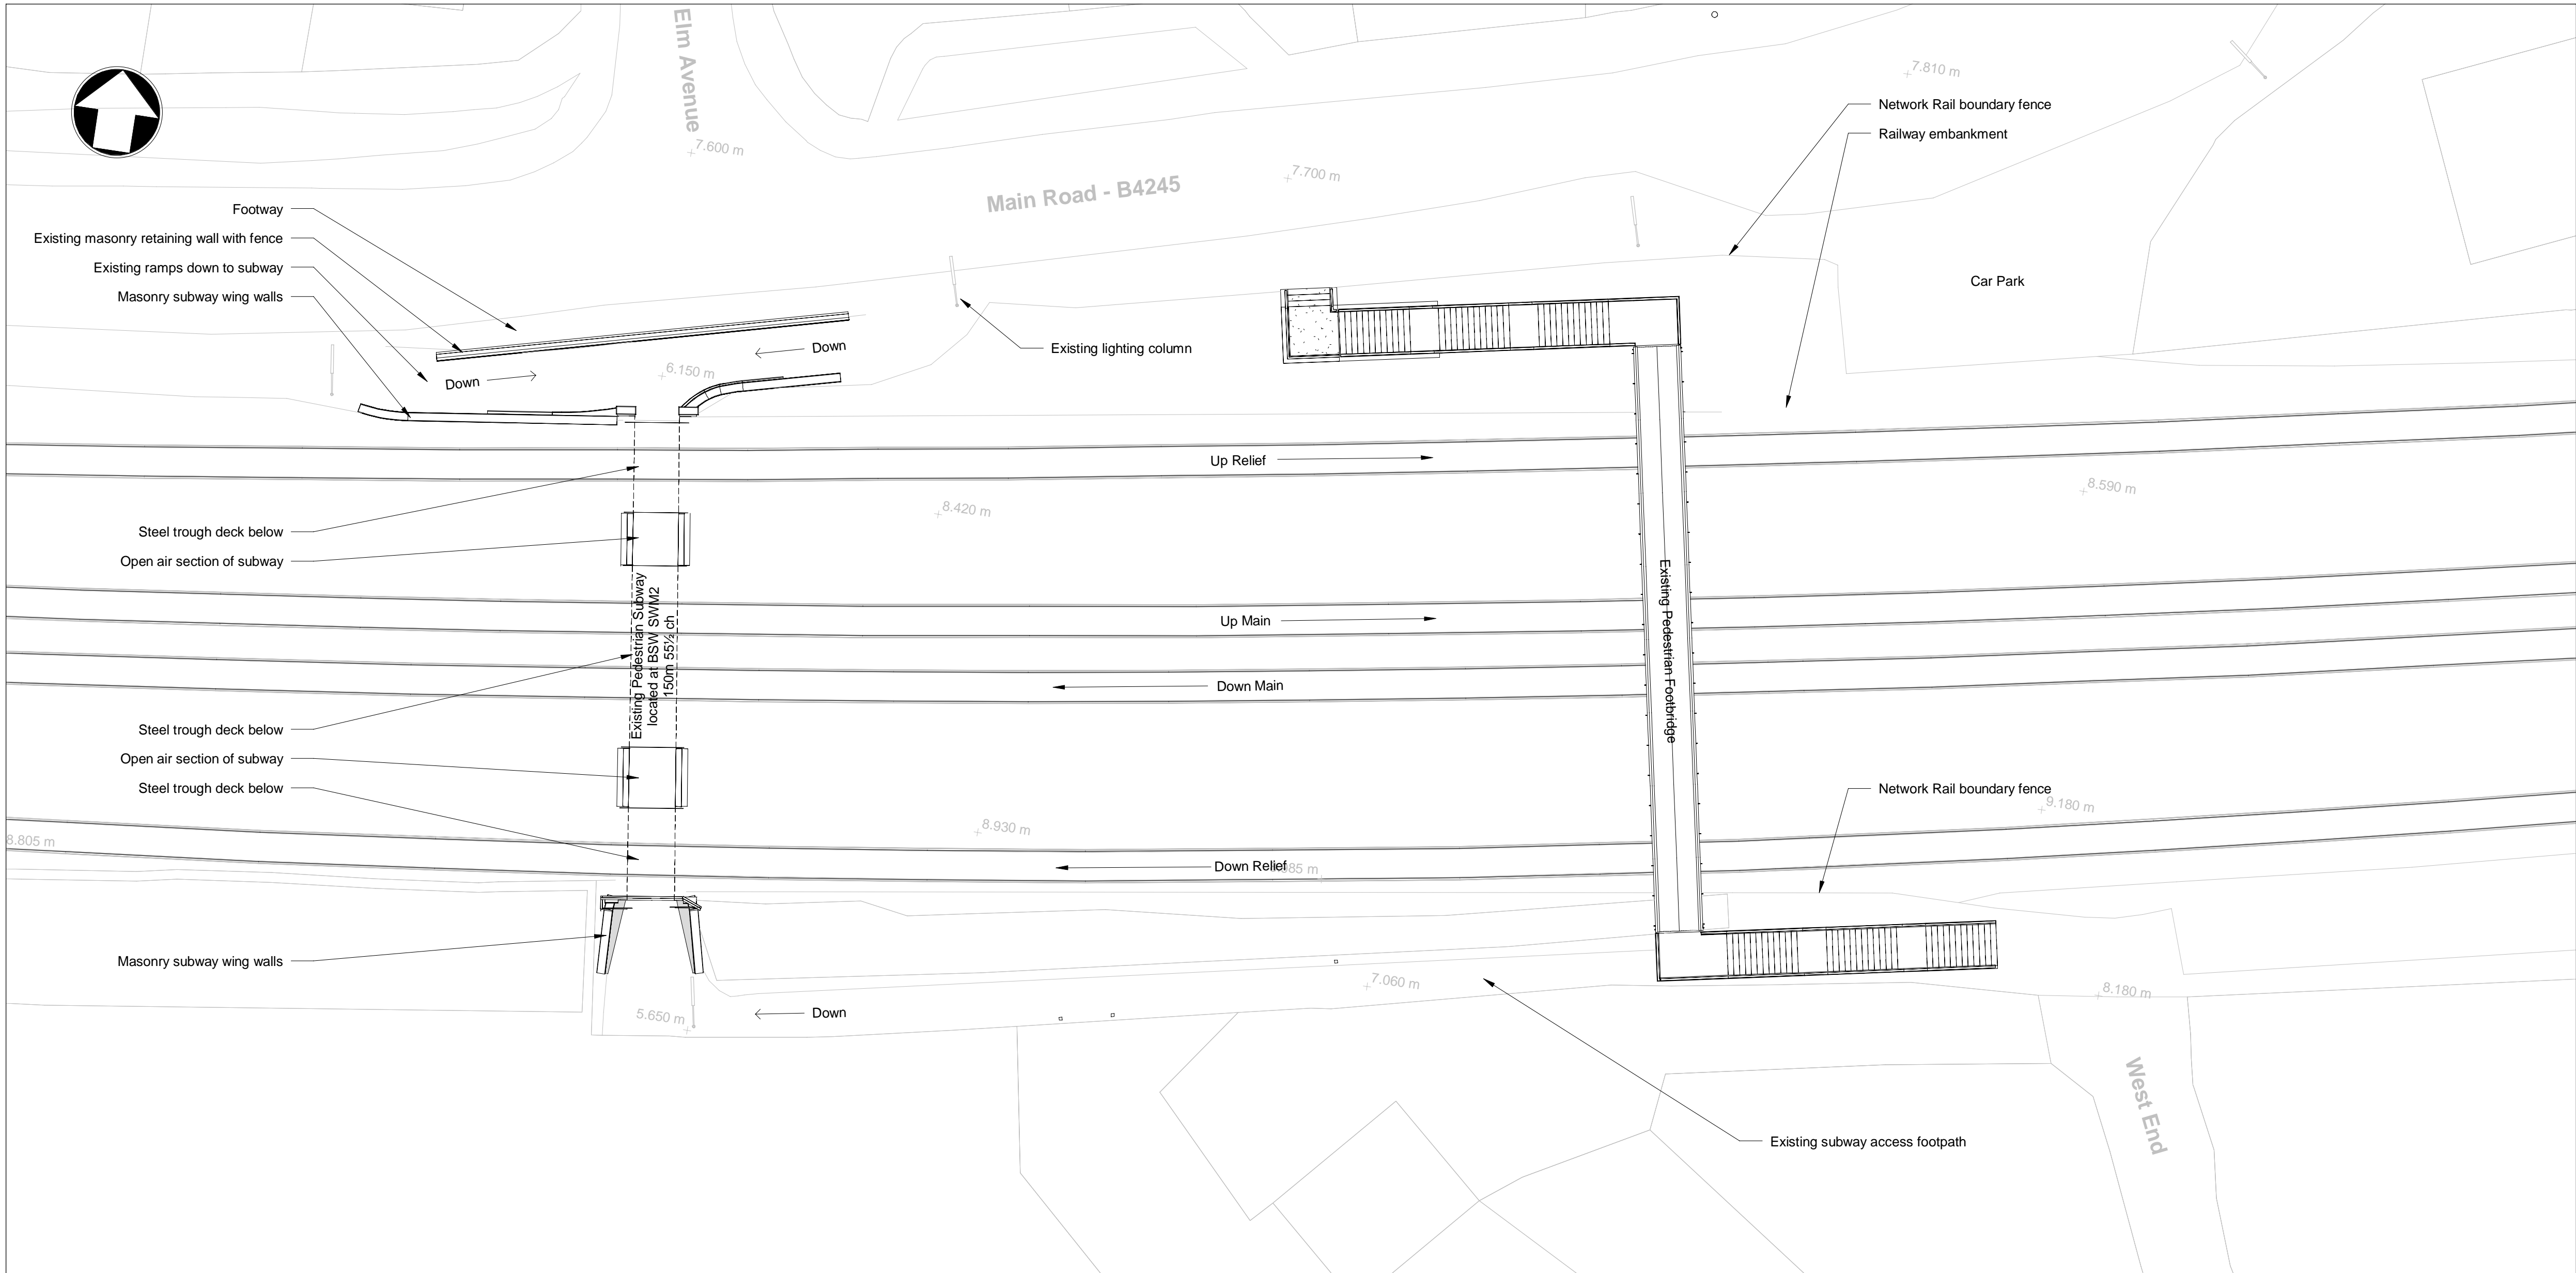 Elm Avenue
7.600 m
Main Road - B4245
7.700 m
7.810 m
Network Rail boundary fence
Railway embankment
Car Park
Footway
Existing masonry retaining wall with fence
Existing ramps down to subway
Masonry subway wing walls
Down
Down
6.150 m
Existing lighting column
Up Relief
8.420 m
8.590 m
Steel trough deck below
Open air section of subway
Existing Pedestrian Subway
located at BSW SWM2
150m 55½ ch
Existing Pedestrian Footbridge
Up Main
Down Main
Steel trough deck below
Open air section of subway
Steel trough deck below
Network Rail boundary fence
9.180 m
8.805 m
8.930 m
Down Relief
Masonry subway wing walls
7.060 m
8.180 m
5.650 m
Down
West End
Existing subway access footpath